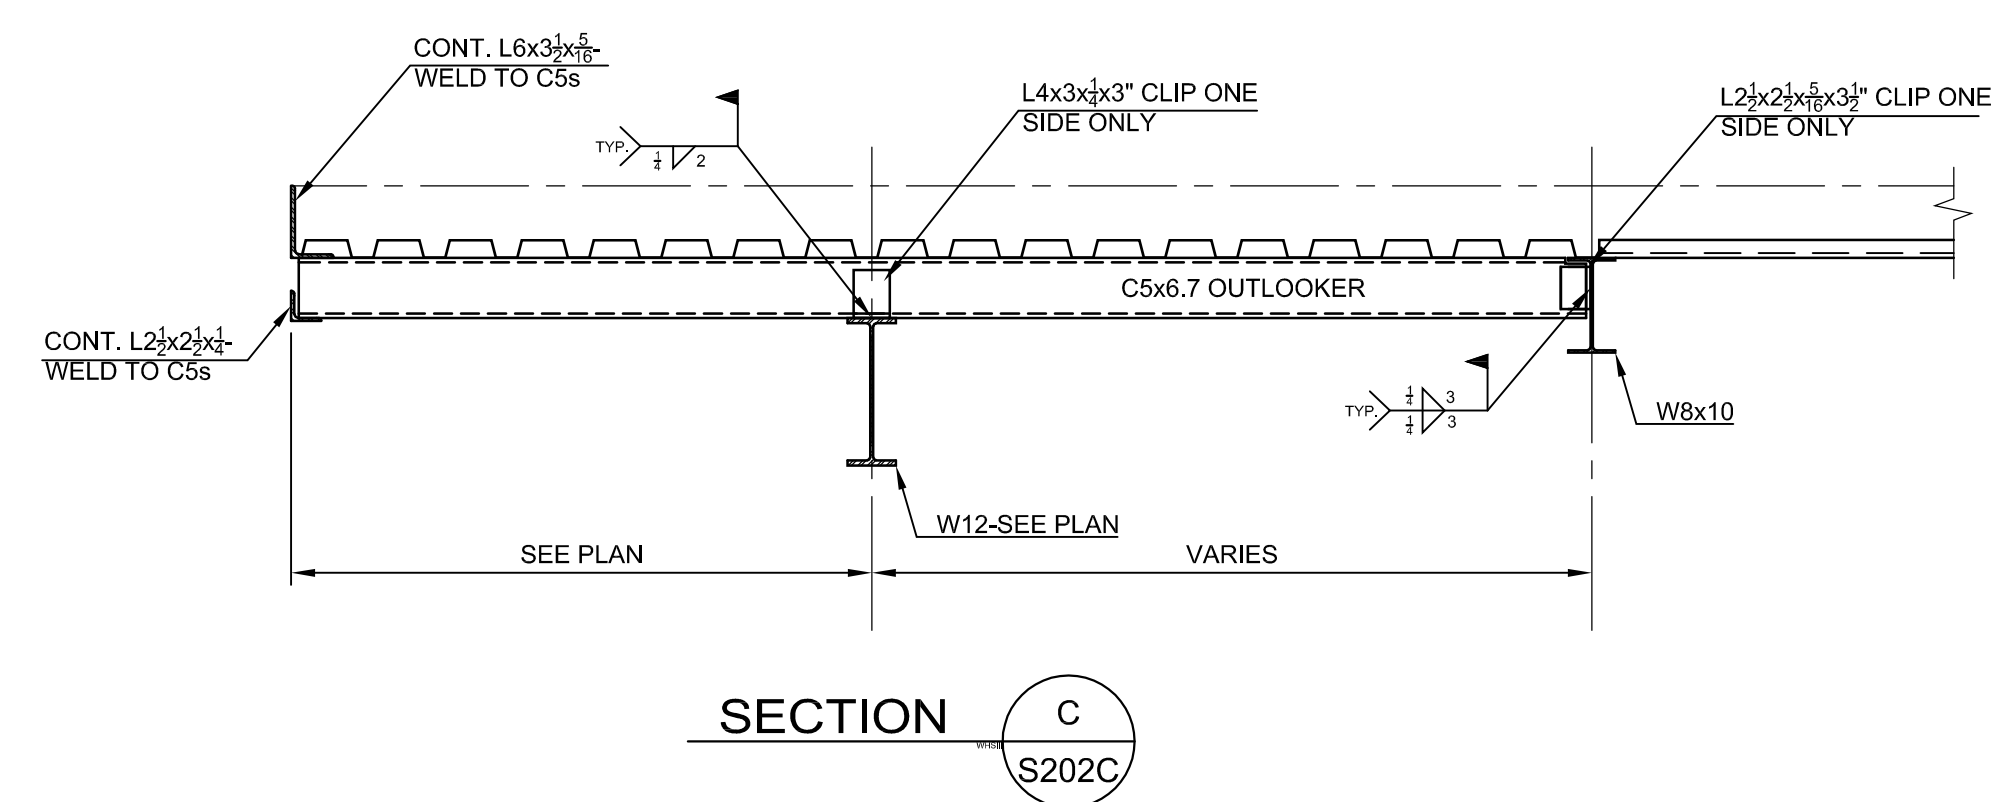 CONT. L6x3½x5/16-
WELD TO C5s
L4x3x¼x3" CLIP ONE
SIDE ONLY
L2½x2½x5/16x3½" CLIP ONE
SIDE ONLY
TYP.
¼ 2
C5x6.7 OUTLOOKER
CONT. L2½x2½x¼-
WELD TO C5s
TYP.
¼ 3
¼ 3
W8x10
W12-SEE PLAN
SEE PLAN
VARIES
SECTION
C
WHSIII
S202C